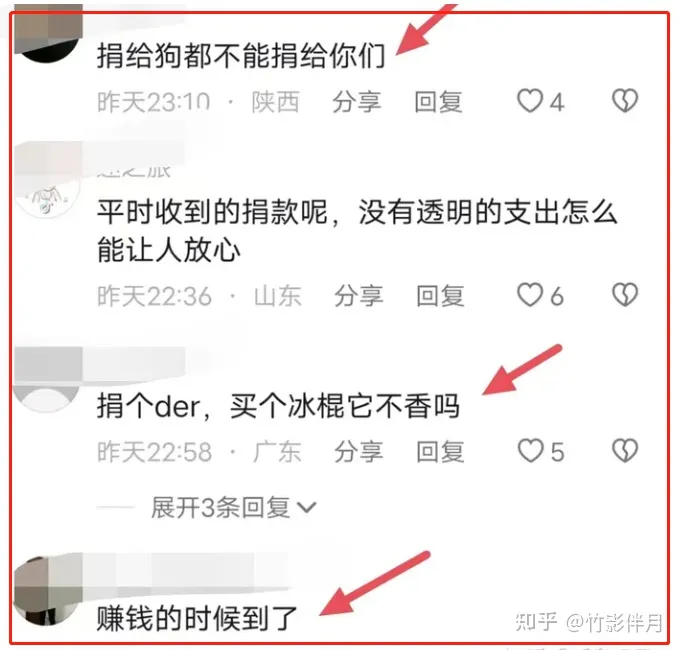 捐给狗都不能捐给你们
昨天23:10 · 陕西 分享 回复 4
平时收到的捐款呢，没有透明的支出怎么
能让人放心
昨天22:36 · 山东 分享 回复 6
捐个der，买个冰棍它不香吗
昨天22:58 · 广东 分享 回复 5
展开3条回复
赚钱的时候到了
知乎 @竹影伴月